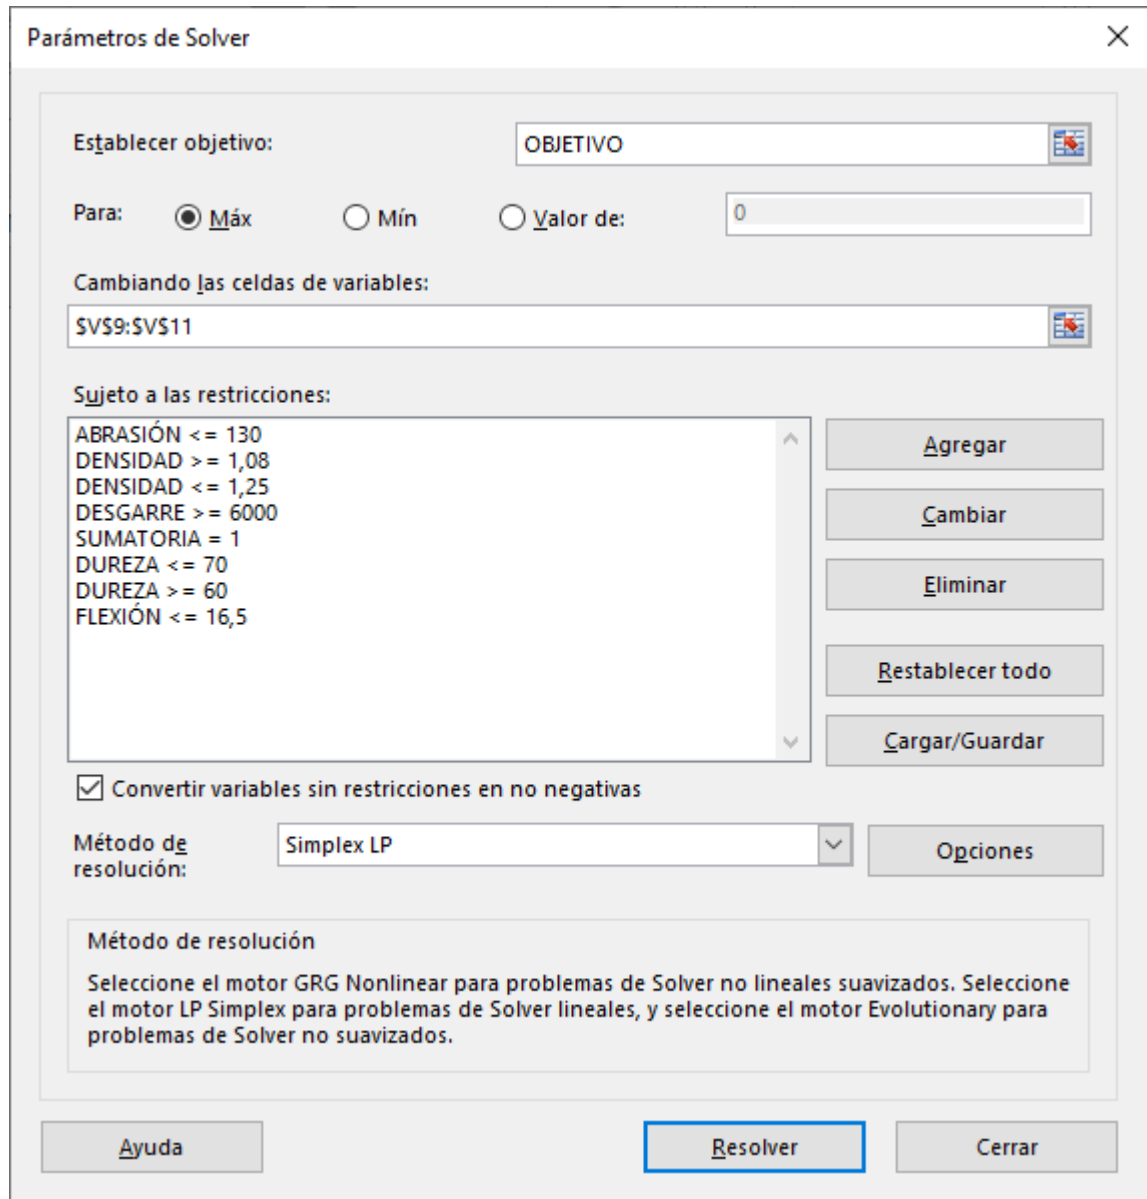 Parámetros de Solver
Establecer objetivo:
OBJETIVO
Para:
Máx
Mín
Valor de:
0
Cambiando las celdas de variables:
$V$9:$V$11
Sujeto a las restricciones:
ABRASIÓN <= 130
DENSIDAD >= 1,08
DENSIDAD <= 1,25
DESGARRE >= 6000
SUMATORIA = 1
DUREZA <= 70
DUREZA >= 60
FLEXIÓN <= 16,5
Agregar
Cambiar
Eliminar
Restablecer todo
Cargar/Guardar
Convertir variables sin restricciones en no negativas
Método de
resolución:
Simplex LP
Opciones
Método de resolución
Seleccione el motor GRG Nonlinear para problemas de Solver no lineales suavizados. Seleccione
el motor LP Simplex para problemas de Solver lineales, y seleccione el motor Evolutionary para
problemas de Solver no suavizados.
Ayuda
Resolver
Cerrar